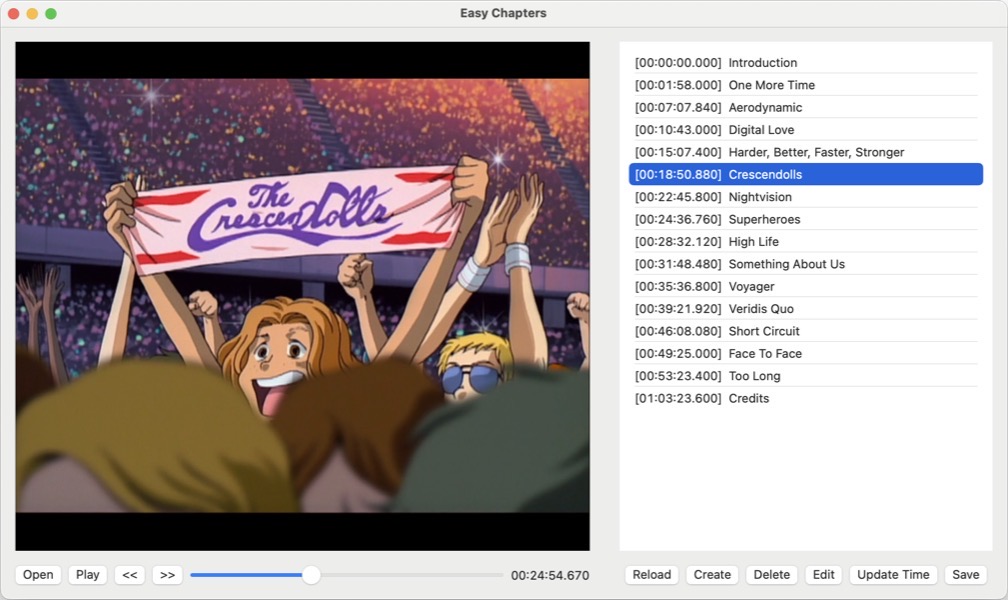 Easy Chapters
The
Crescendolls
[00:00:00.000] Introduction
[00:01:58.000] One More Time
[00:07:07.840] Aerodynamic
[00:10:43.000] Digital Love
[00:15:07.400] Harder, Better, Faster, Stronger
[00:18:50.880] Crescendolls
[00:22:45.800] Nightvision
[00:24:36.760] Superheroes
[00:28:32.120] High Life
[00:31:48.480] Something About Us
[00:35:36.800] Voyager
[00:39:21.920] Veridis Quo
[00:46:08.080] Short Circuit
[00:49:25.000] Face To Face
[00:53:23.400] Too Long
[01:03:23.600] Credits
Open Play << >> 00:24:54.670 Reload Create Delete Edit Update Time Save